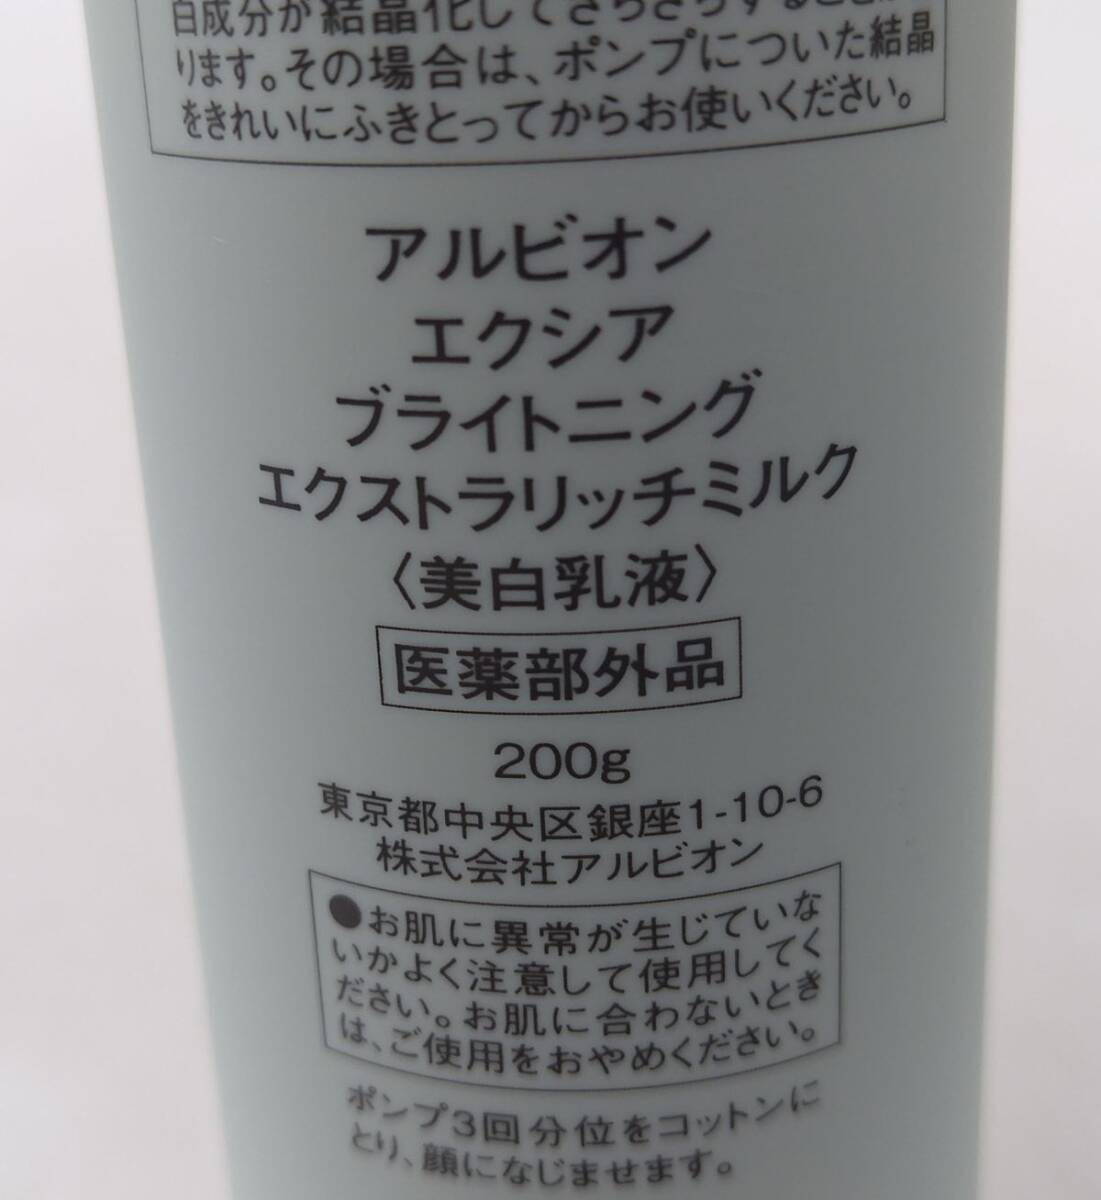 白成分が結晶化してざらざらすることがあ
ります。その場合は、ポンプについた結晶
をきれいにふきとってからお使いください。
アルビオン
エクシア
ブライトニング
エクストラリッチミルク
〈美白乳液〉
医薬部外品
200g
東京都中央区銀座1-10-6
株式会社アルビオン
●お肌に異常が生じていな
いかよく注意して使用してく
ださい。お肌に合わないとき
は、ご使用をおやめください。
ポンプ3回分位をコットンに
とり、顔になじませます。